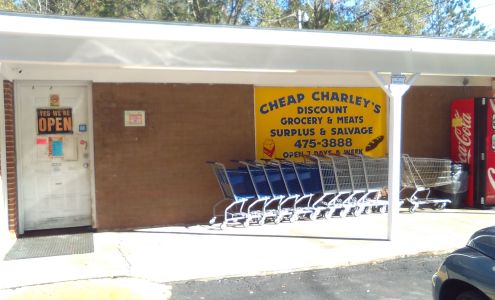 YES WE'RE
OPEN
CHEAP CHARLEY'S
DISCOUNT
GROCERY & MEATS
SURPLUS & SALVAGE
475-3888
OPEN 7 DAYS A WEEK
Coca-Cola